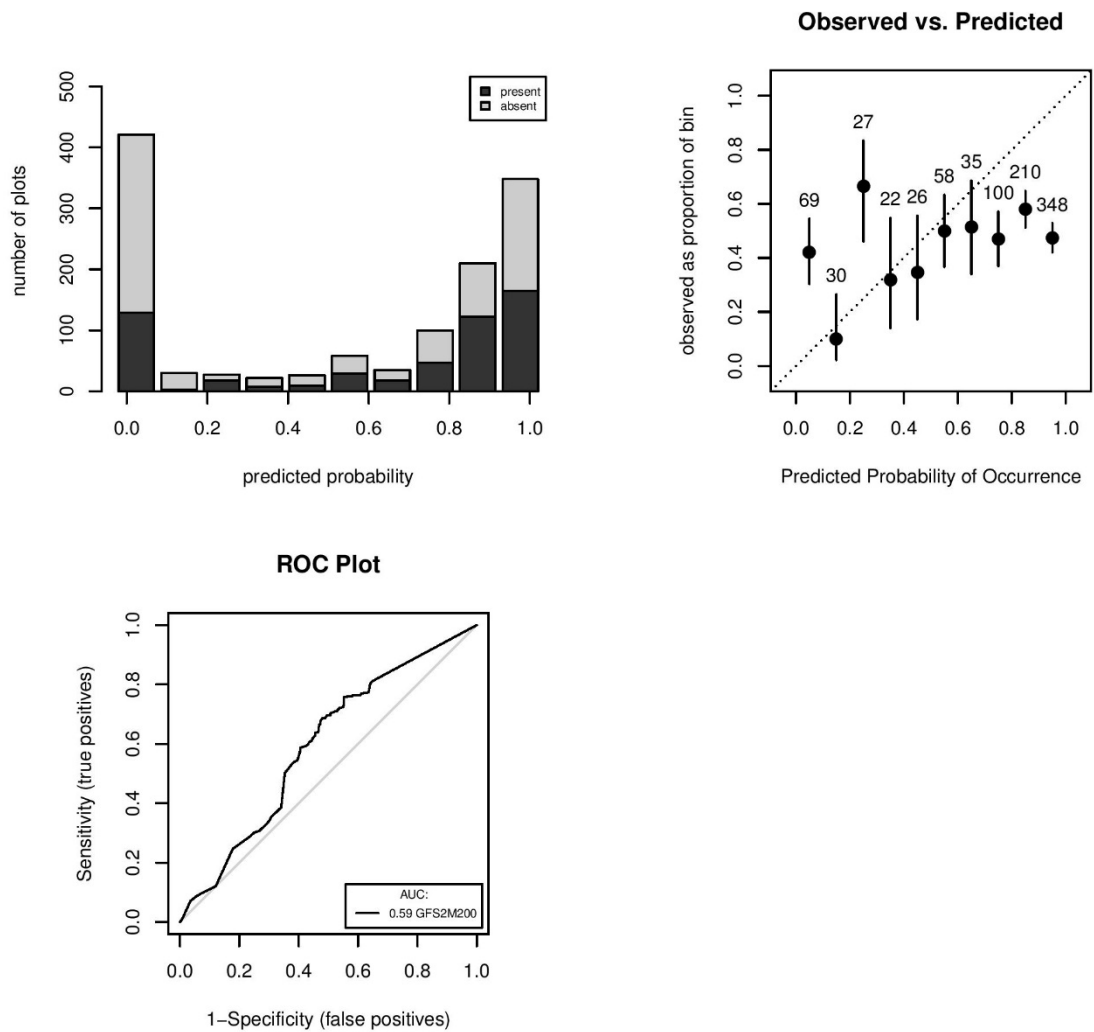 Observed vs. Predicted
number of plots
500
400
300
200
100
0
present
absent
0.0 0.2 0.4 0.6 0.8 1.0
predicted probability
observed as proportion of bin
1.0
0.8
0.6
0.4
0.2
0.0
69
30
27
22
26
58
35
100
210
348
0.0 0.2 0.4 0.6 0.8 1.0
Predicted Probability of Occurrence
ROC Plot
Sensitivity (true positives)
1.0
0.8
0.6
0.4
0.2
0.0
AUC:
0.59 GFS2M200
0.0 0.2 0.4 0.6 0.8 1.0
1−Specificity (false positives)